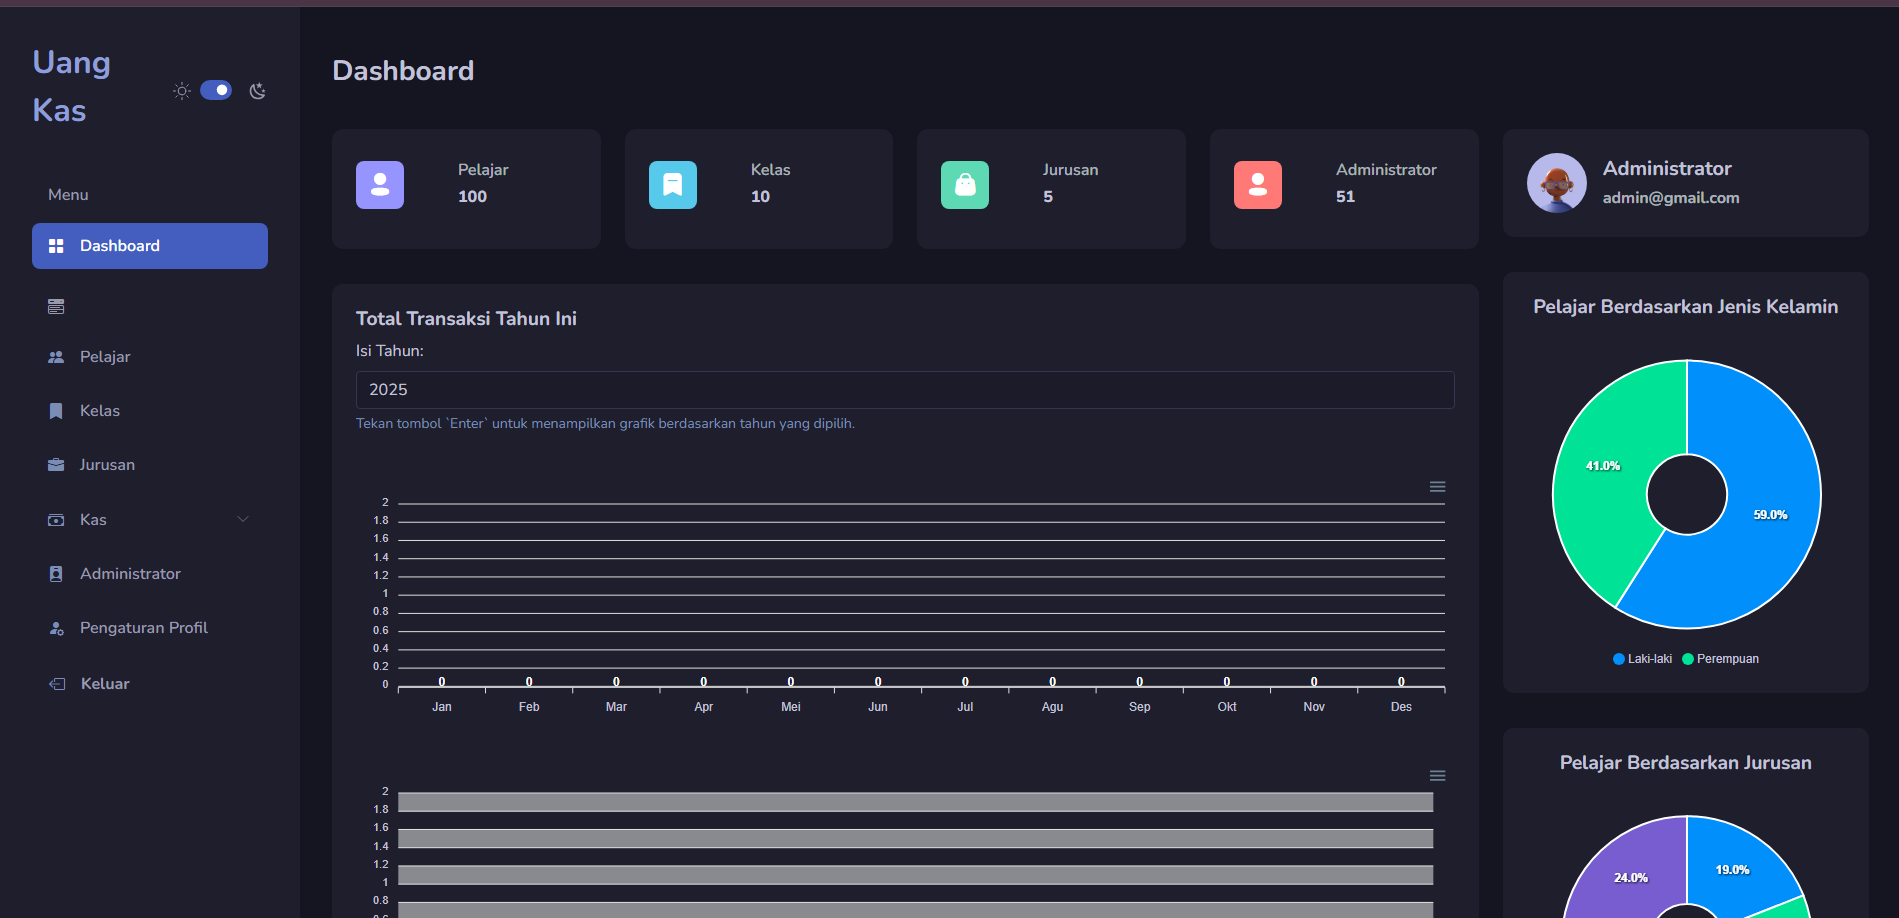 Uang
Kas
Menu
Dashboard
Pelajar
Kelas
Jurusan
Kas
Administrator
Pengaturan Profil
Keluar
Dashboard
Pelajar
100
Kelas
10
Jurusan
5
Administrator
51
Administrator
admin@gmail.com
Total Transaksi Tahun Ini
Isi Tahun:
2025
Tekan tombol `Enter` untuk menampilkan grafik berdasarkan tahun yang dipilih.
2
1.8
1.6
1.4
1.2
1
0.8
0.6
0.4
0.2
0
0 0 0 0 0 0 0 0 0 0 0 0
Jan Feb Mar Apr Mei Jun Jul Agu Sep Okt Nov Des
2
1.8
1.6
1.4
1.2
1
0.8
0.6
Pelajar Berdasarkan Jenis Kelamin
41.0%
59.0%
Laki-laki Perempuan
Pelajar Berdasarkan Jurusan
24.0%
19.0%